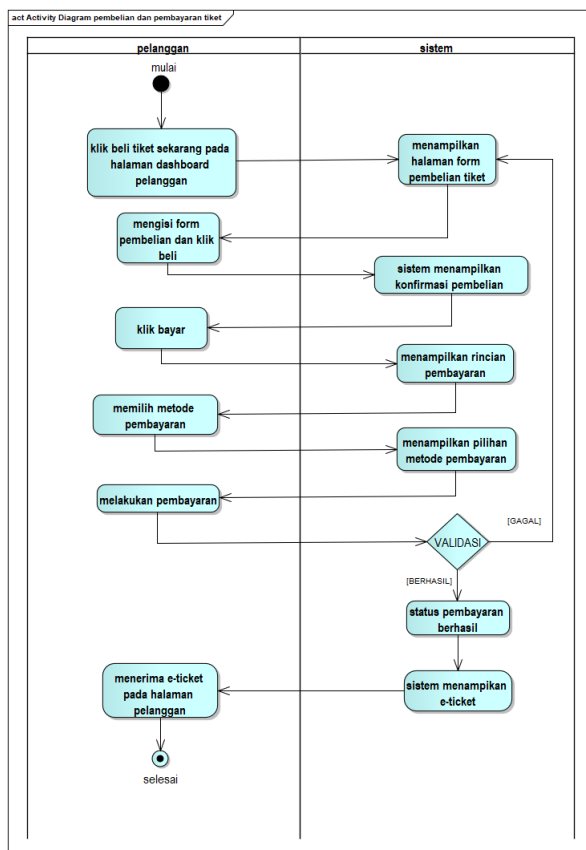 act Activity Diagram pembelian dan pembayaran tiket
pelanggan
sistem
mulai
klik beli tiket sekarang pada
halaman dashboard
pelanggan
menampilkan
halaman form
pembelian tiket
mengisi form
pembelian dan klik
beli
sistem menampilkan
konfirmasi pembelian
klik bayar
menampilkan rincian
pembayaran
memilih metode
pembayaran
menampilkan pilihan
metode pembayaran
melakukan pembayaran
[GAGAL]
VALIDASI
[BERHASIL]
status pembayaran
berhasil
menerima e-ticket
pada halaman
pelanggan
sistem menampikan
e-ticket
selesai